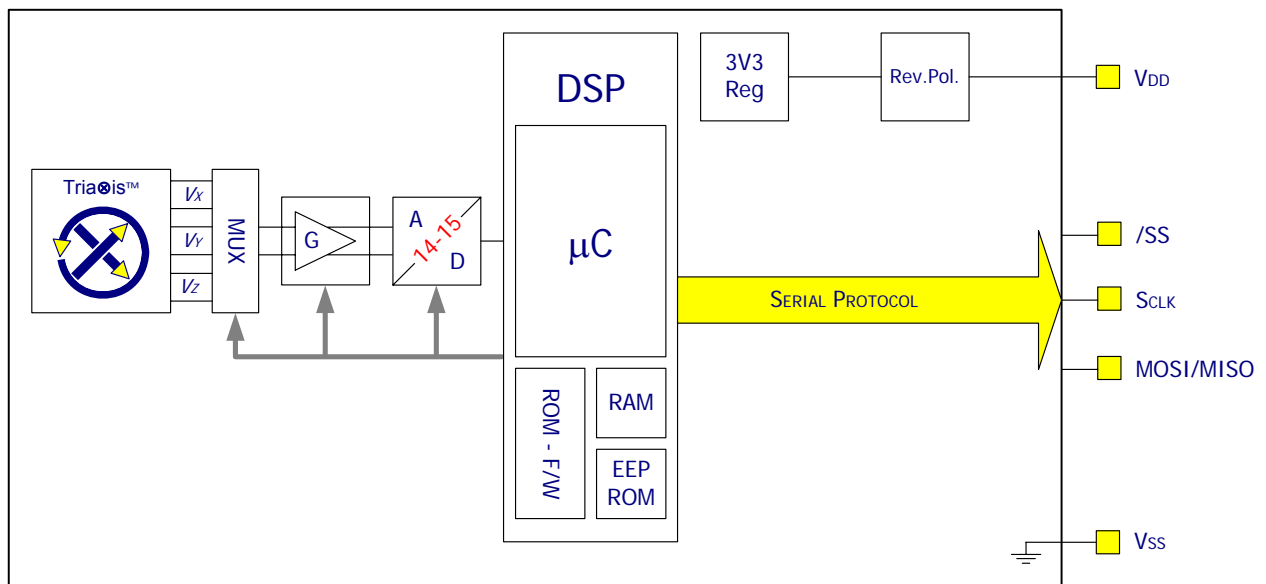 Tria⊗is™
VX
VY
VZ
MUX
G
A
14-15
D
DSP
μC
ROM - F/W
RAM
EEP
ROM
3V3
Reg
Rev.Pol.
SERIAL PROTOCOL
VDD
/SS
SCLK
MOSI/MISO
VSS